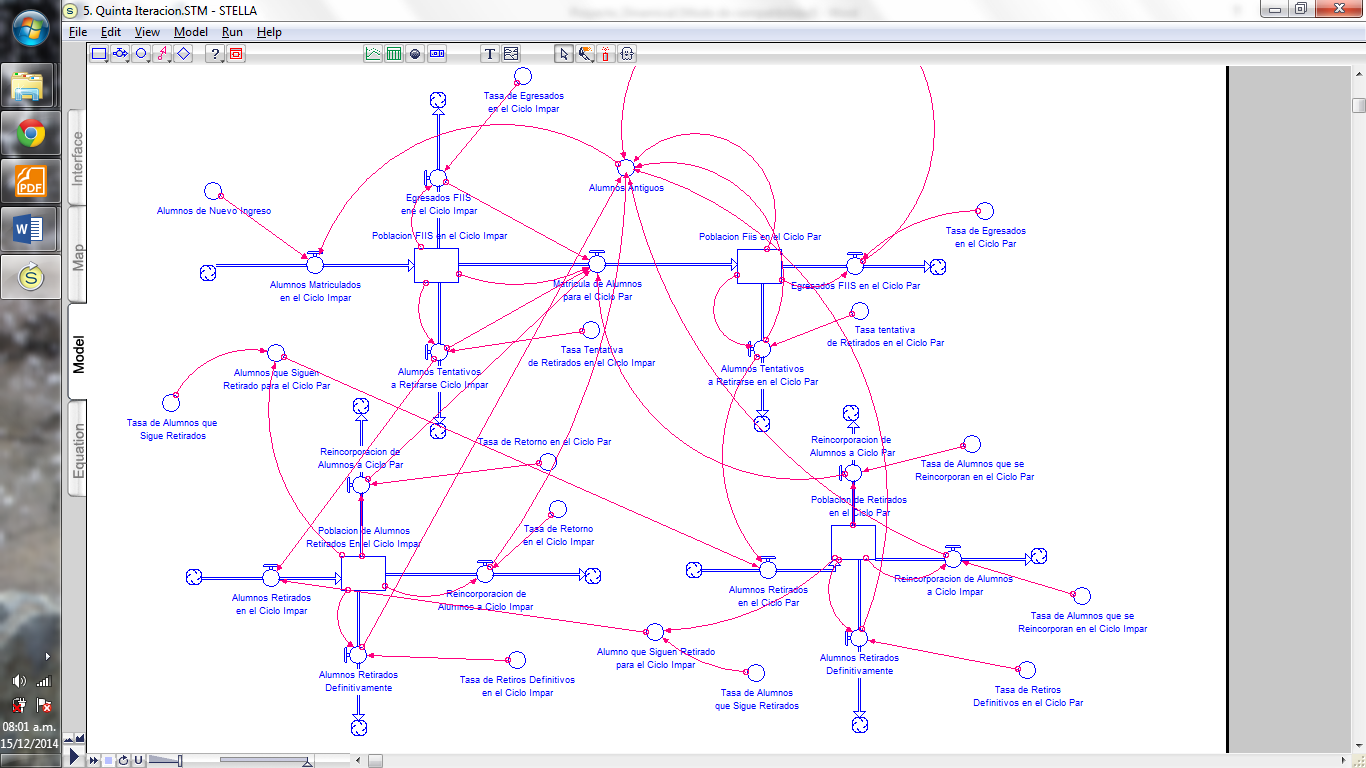 5. Quinta Iteracion.STM - STELLA
File Edit View Model Run Help
? T
Interface
Map
Model
Equation
Tasa de Egresados
en el Ciclo Impar
Alumnos Antiguos
Alumnos de Nuevo Ingreso
Egresados FIIS
ene el Ciclo Impar
Poblacion FIIS en el Ciclo Impar
Poblacion Fiis en el Ciclo Par
Tasa de Egresados
en el Ciclo Par
Alumnos Matriculados
en el Ciclo Impar
Matricula de Alumnos
para el Ciclo Par
Egresados FIIS en el Ciclo Par
Tasa tentativa
de Retirados en el Ciclo Par
Tasa Tentativa
de Retirados en el Ciclo Impar
Alumnos que Siguen
Retirado para el Ciclo Par
Alumnos Tentativos
a Retirarse Ciclo Impar
Alumnos Tentativos
a Retirarse en el Ciclo Par
Tasa de Alumnos que
Sigue Retirados
Tasa de Retorno en el Ciclo Par
Reincorporacion de
Alumnos a Ciclo Par
Reincorporacion de
Alumnos a Ciclo Par
Tasa de Alumnos que se
Reincorporan en el Ciclo Par
Poblacion de Retirados
en el Ciclo Par
Poblacion de Alumnos
Retirados En el Ciclo Impar
Tasa de Retorno
en el Ciclo Impar
Alumnos Retirados
en el Ciclo Impar
Reincorporacion de
Alumnos a Ciclo Impar
Alumnos Retirados
en el Ciclo Par
Reincorporacion de Alumnos
a Ciclo Impar
Tasa de Alumnos que se
Reincorporan en el Ciclo Impar
Alumno que Siguen Retirado
para el Ciclo Impar
Alumnos Retirados
Definitivamente
Tasa de Retiros Definitivos
en el Ciclo Impar
Tasa de Alumnos
que Sigue Retirados
Alumnos Retirados
Definitivamente
Tasa de Retiros
Definitivos en el Ciclo Par
PDF
W
S
08:01 a.m.
15/12/2014
U